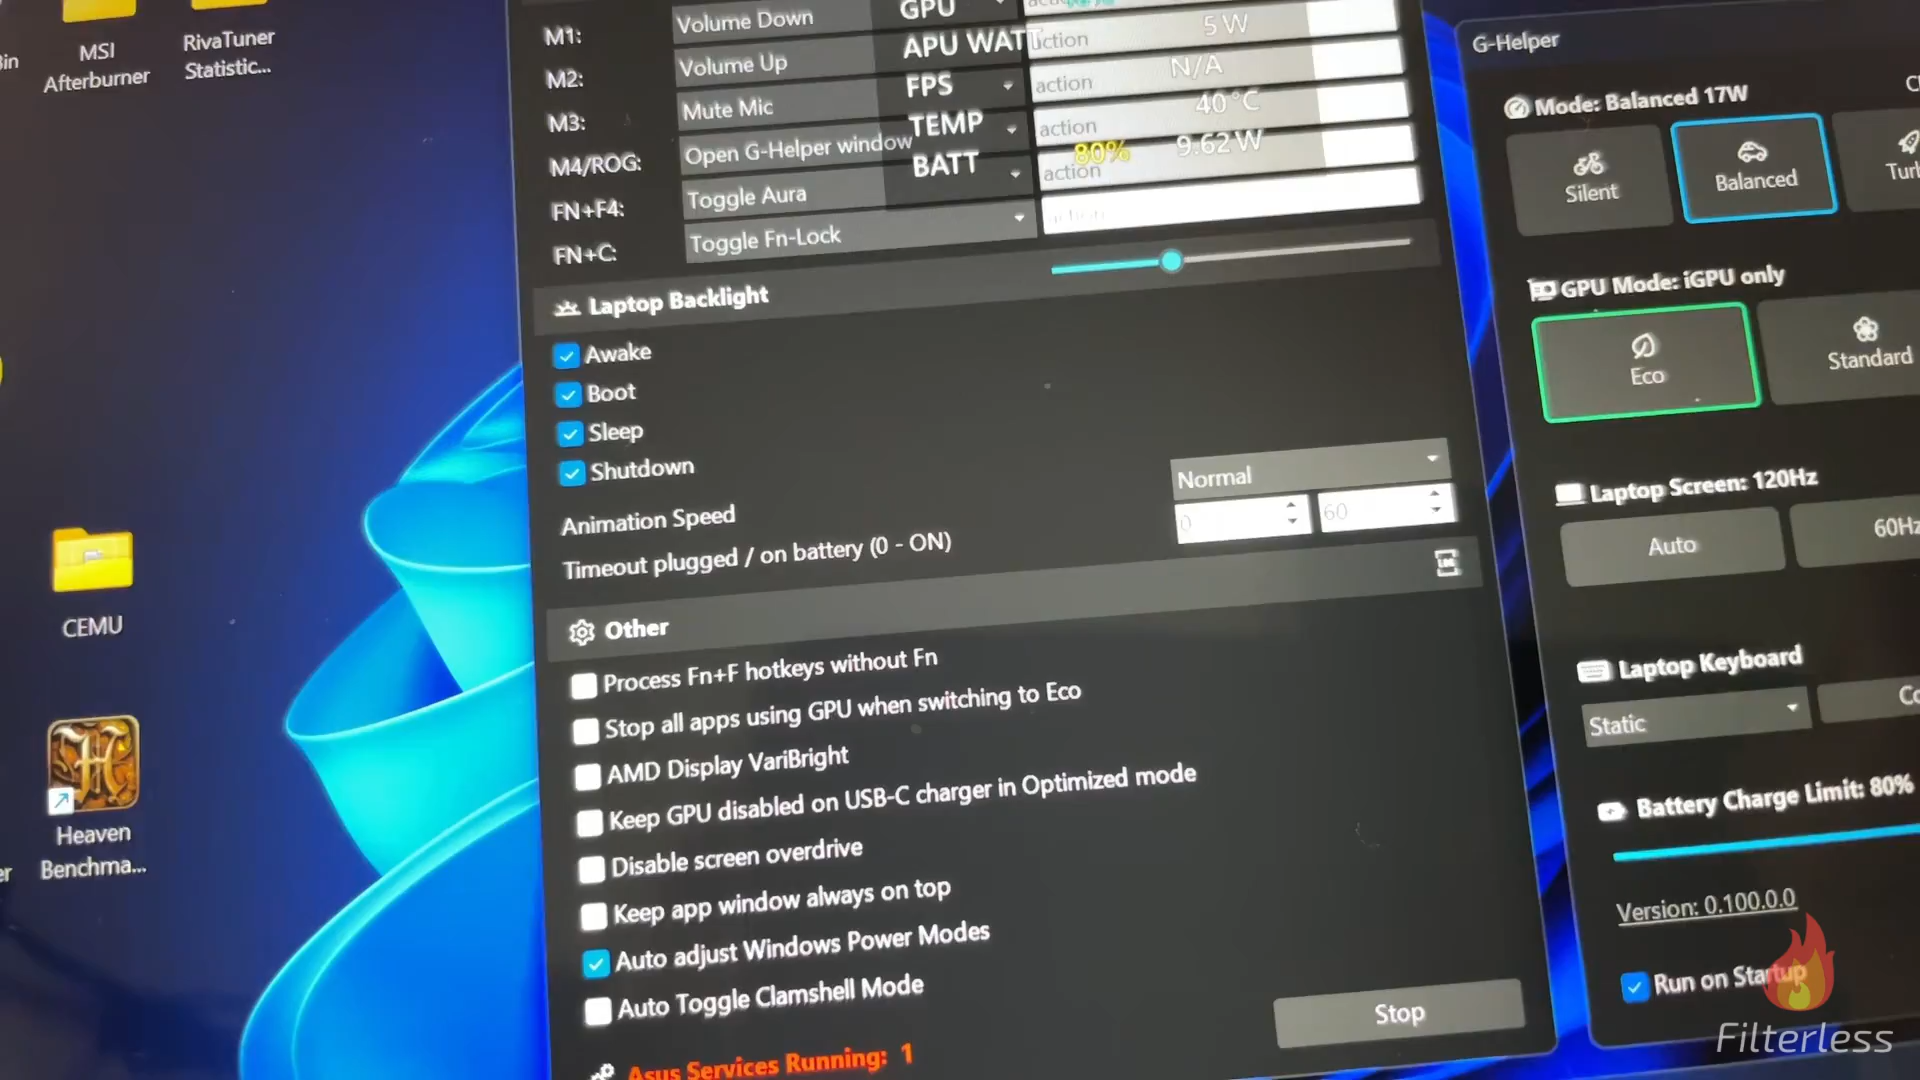 MSI
Afterburner
RivaTuner
Statistic...
CEMU
Heaven
Benchma...
M1:
Volume Down
M2:
Volume Up
action
M3:
Mute Mic
action
M4/ROG:
Open G-Helper window
action
FN+F4:
Toggle Aura
action
FN+C:
Toggle Fn-Lock
GPU
5 W
APU WATT
N/A
FPS
40°C
TEMP
80% 9.62 W
BATT
Laptop Backlight
Awake
Boot
Sleep
Shutdown
Animation Speed
Normal
Timeout plugged / on battery (0 - ON)
0
60
Other
Process Fn+F hotkeys without Fn
Stop all apps using GPU when switching to Eco
AMD Display VariBright
Keep GPU disabled on USB-C charger in Optimized mode
Disable screen overdrive
Keep app window always on top
Auto adjust Windows Power Modes
Auto Toggle Clamshell Mode
Asus Services Running: 1
Stop
G-Helper
Mode: Balanced 17W
Silent
Balanced
GPU Mode: iGPU only
Eco
Standard
Laptop Screen: 120Hz
Auto
60Hz
Laptop Keyboard
Static
Battery Charge Limit: 80%
Version: 0.100.0.0
Run on Startup
Filterless